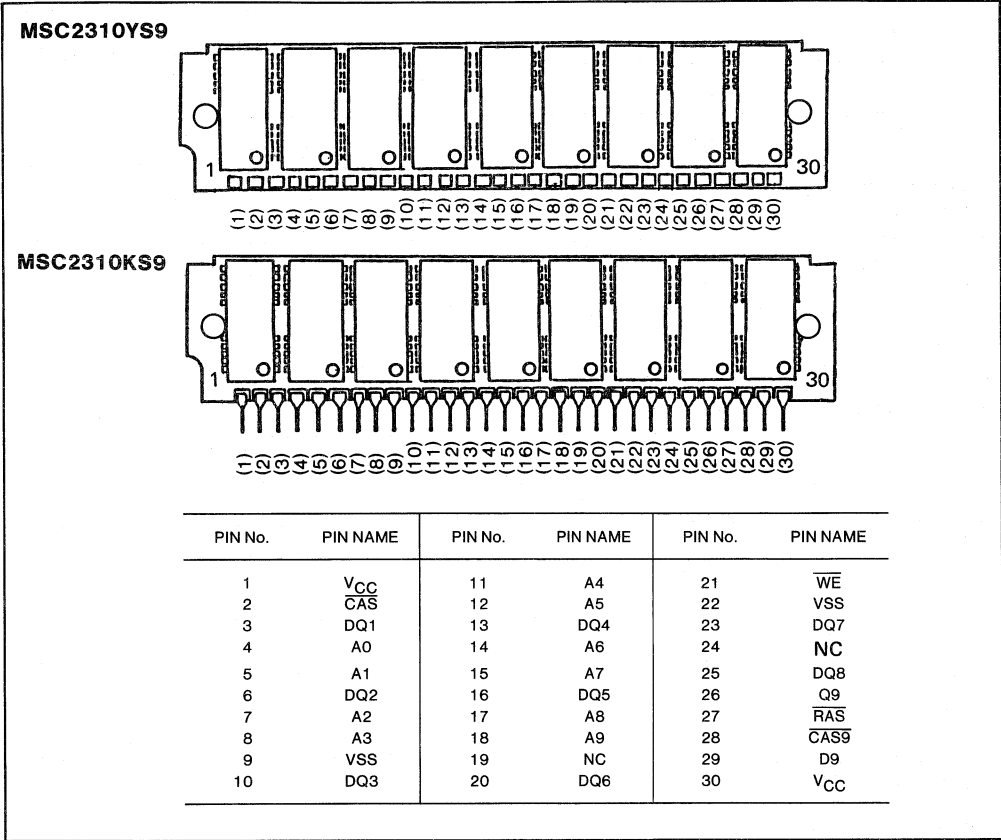 MSC2310YS9
1 30
(1) (2) (3) (4) (5) (6) (7) (8) (9) (10) (11) (12) (13) (14) (15) (16) (17) (18) (19) (20) (21) (22) (23) (24) (25) (26) (27) (28) (29) (30)
MSC2310KS9
1 30
(1) (2) (3) (4) (5) (6) (7) (8) (9) (10) (11) (12) (13) (14) (15) (16) (17) (18) (19) (20) (21) (22) (23) (24) (25) (26) (27) (28) (29) (30)
PIN No. PIN NAME PIN No. PIN NAME PIN No. PIN NAME
1 VCC 11 A4 21 W̅E̅
2 C̅A̅S̅ 12 A5 22 VSS
3 DQ1 13 DQ4 23 DQ7
4 A0 14 A6 24 NC
5 A1 15 A7 25 DQ8
6 DQ2 16 DQ5 26 Q9
7 A2 17 A8 27 R̅A̅S̅
8 A3 18 A9 28 C̅A̅S̅9̅
9 VSS 19 NC 29 D9
10 DQ3 20 DQ6 30 VCC